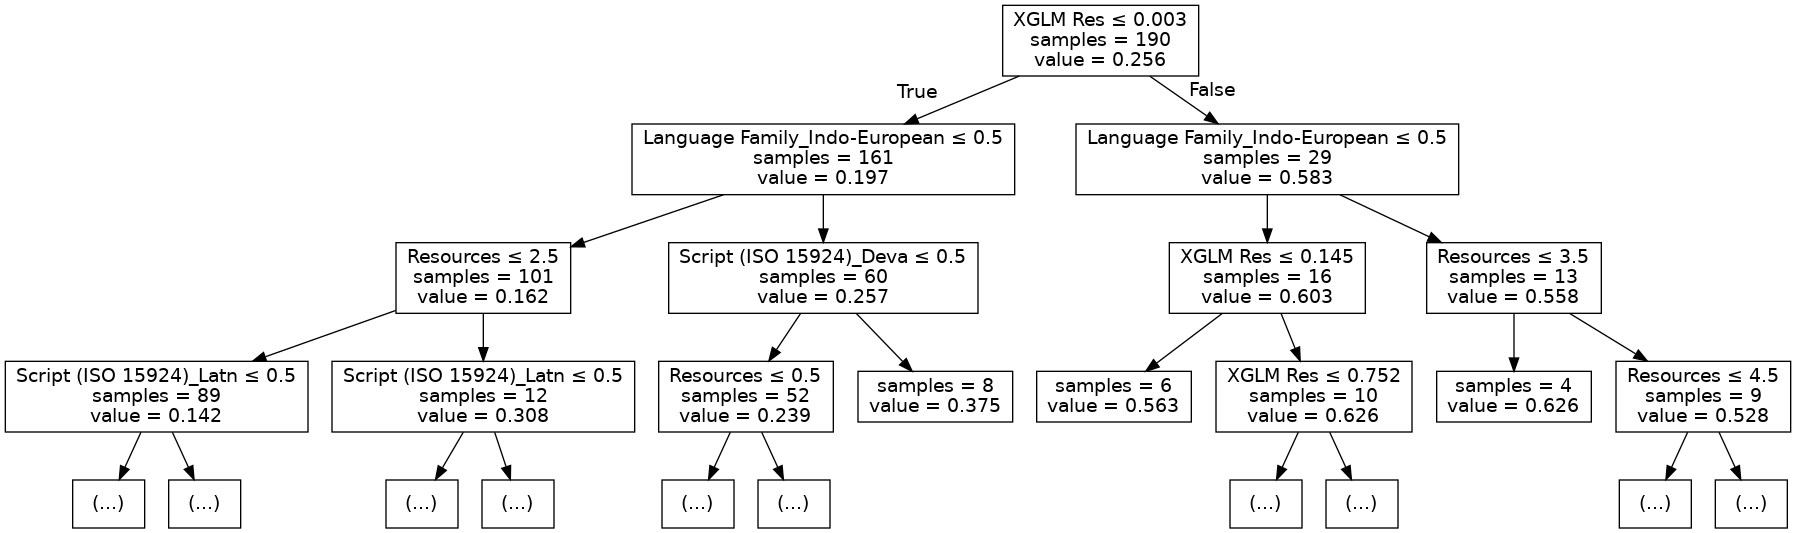 XGLM Res ≤ 0.003
samples = 190
value = 0.256
True
False
Language Family_Indo-European ≤ 0.5
samples = 161
value = 0.197
Language Family_Indo-European ≤ 0.5
samples = 29
value = 0.583
Resources ≤ 2.5
samples = 101
value = 0.162
Script (ISO 15924)_Deva ≤ 0.5
samples = 60
value = 0.257
XGLM Res ≤ 0.145
samples = 16
value = 0.603
Resources ≤ 3.5
samples = 13
value = 0.558
Script (ISO 15924)_Latn ≤ 0.5
samples = 89
value = 0.142
Script (ISO 15924)_Latn ≤ 0.5
samples = 12
value = 0.308
Resources ≤ 0.5
samples = 52
value = 0.239
samples = 8
value = 0.375
samples = 6
value = 0.563
XGLM Res ≤ 0.752
samples = 10
value = 0.626
samples = 4
value = 0.626
Resources ≤ 4.5
samples = 9
value = 0.528
(...)
(...)
(...)
(...)
(...)
(...)
(...)
(...)
(...)
(...)